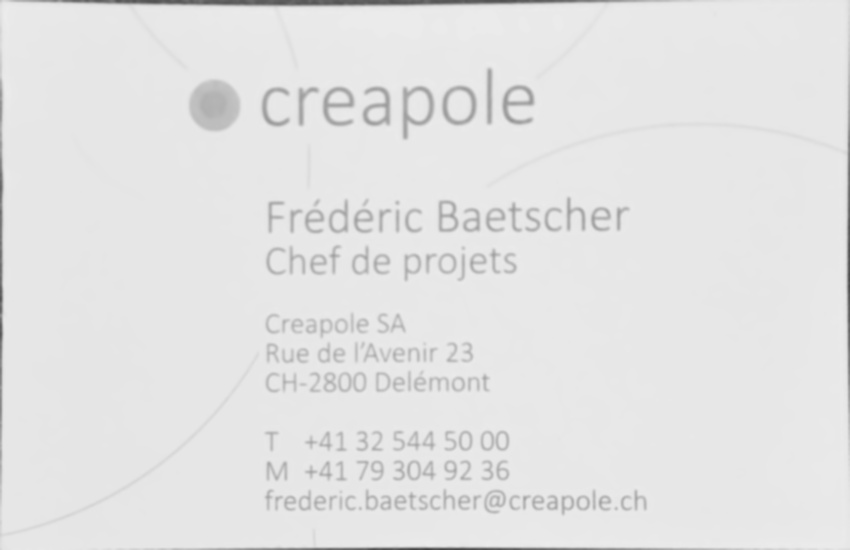 creapole
Frédéric Baetscher
Chef de projets
Creapole SA
Rue de l'Avenir 23
CH-2800 Delémont
T +41 32 544 50 00
M +41 79 304 92 36
frederic.baetscher@creapole.ch